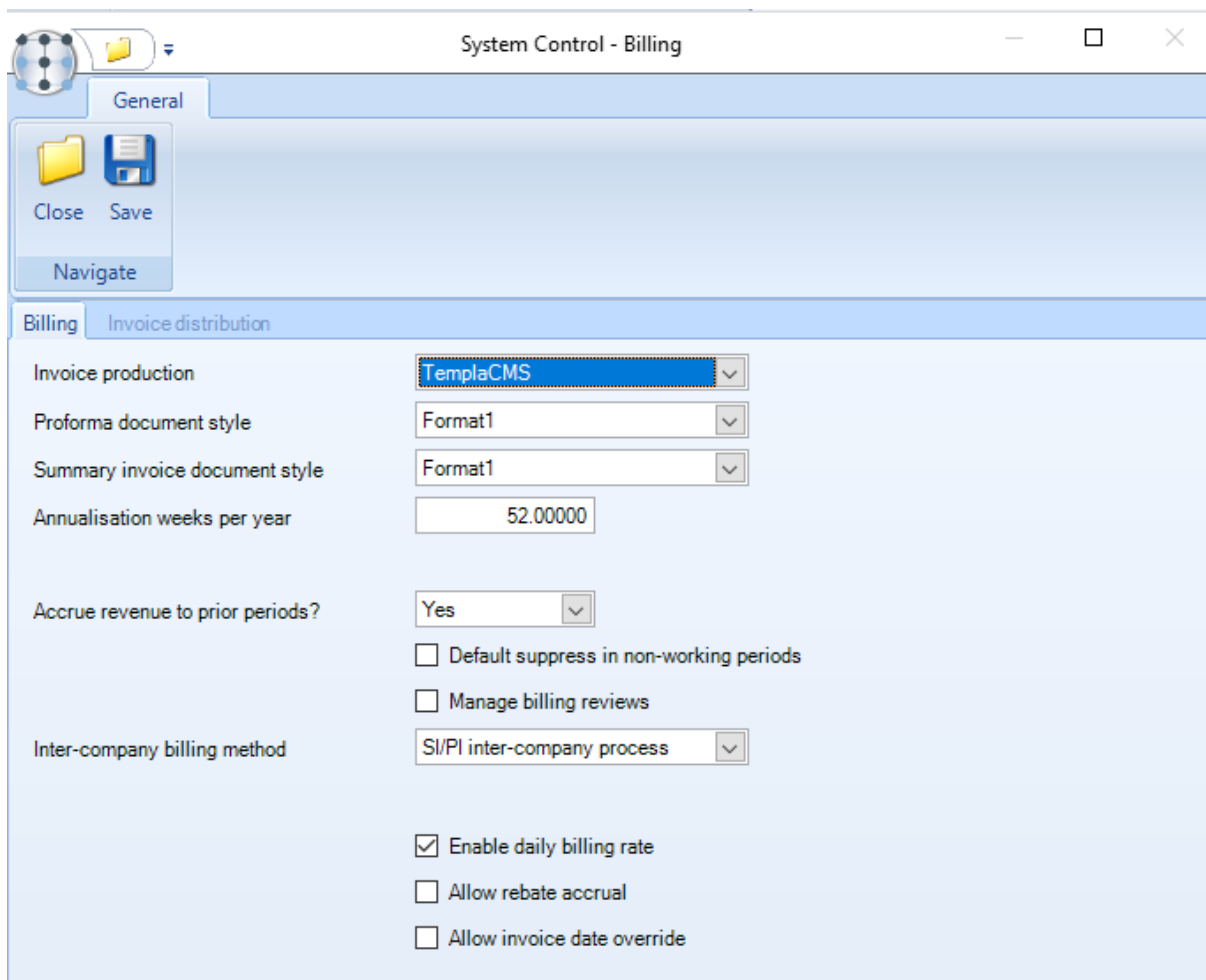 System Control - Billing
General
Close Save
Navigate
Billing Invoice distribution
Invoice production TemplaCMS
Proforma document style Format1
Summary invoice document style Format1
Annualisation weeks per year 52.00000
Accrue revenue to prior periods? Yes
Default suppress in non-working periods
Manage billing reviews
Inter-company billing method SI/PI inter-company process
Enable daily billing rate
Allow rebate accrual
Allow invoice date override